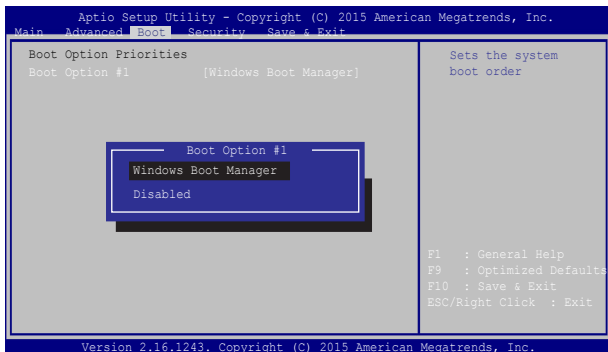 Aptio Setup Utility - Copyright (C) 2015 American Megatrends, Inc.
Main Advanced Boot Security Save & Exit
Boot Option Priorities
Boot Option #1 [Windows Boot Manager]
Sets the system
boot order
Boot Option #1
Windows Boot Manager
Disabled
F1 : General Help
F9 : Optimized Defaults
F10 : Save & Exit
ESC/Right Click : Exit
Version 2.16.1243. Copyright (C) 2015 American Megatrends, Inc.